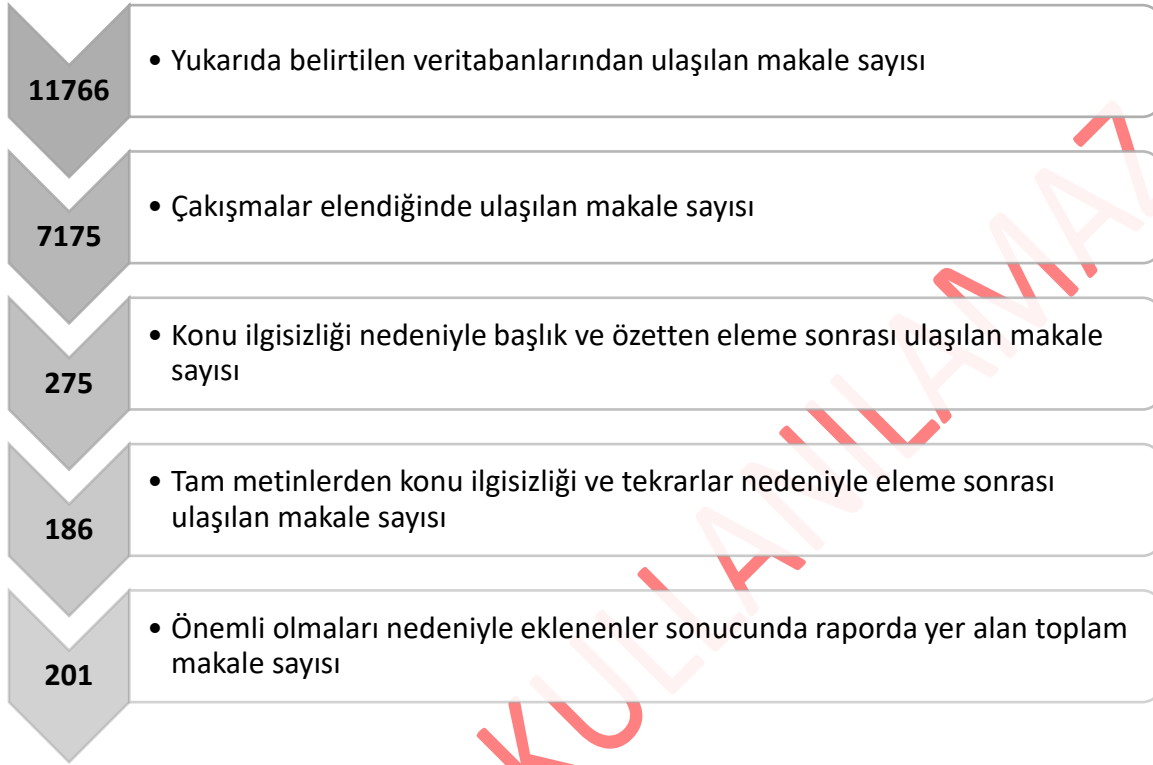 11766
• Yukarıda belirtilen veritabanlarından ulaşılan makale sayısı
7175
• Çakışmalar elendiğinde ulaşılan makale sayısı
275
• Konu ilgisizliği nedeniyle başlık ve özetten eleme sonrası ulaşılan makale
sayısı
186
• Tam metinlerden konu ilgisizliği ve tekrarlar nedeniyle eleme sonrası
ulaşılan makale sayısı
201
• Önemli olmaları nedeniyle eklenenler sonucunda raporda yer alan toplam
makale sayısı
KULLANILAMAZ